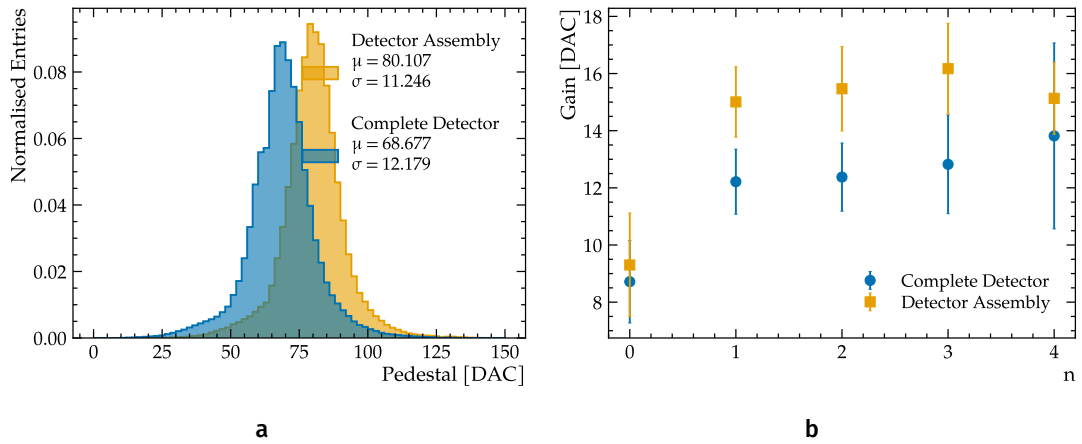 Normalised Entries
0.08
0.06
0.04
0.02
0.00
Detector Assembly
μ = 80.107
σ = 11.246
Complete Detector
μ = 68.677
σ = 12.179
0 25 50 75 100 125 150
Pedestal [DAC]
a
Gain [DAC]
18
16
14
12
10
8
Complete Detector
Detector Assembly
0 1 2 3 4
n
b